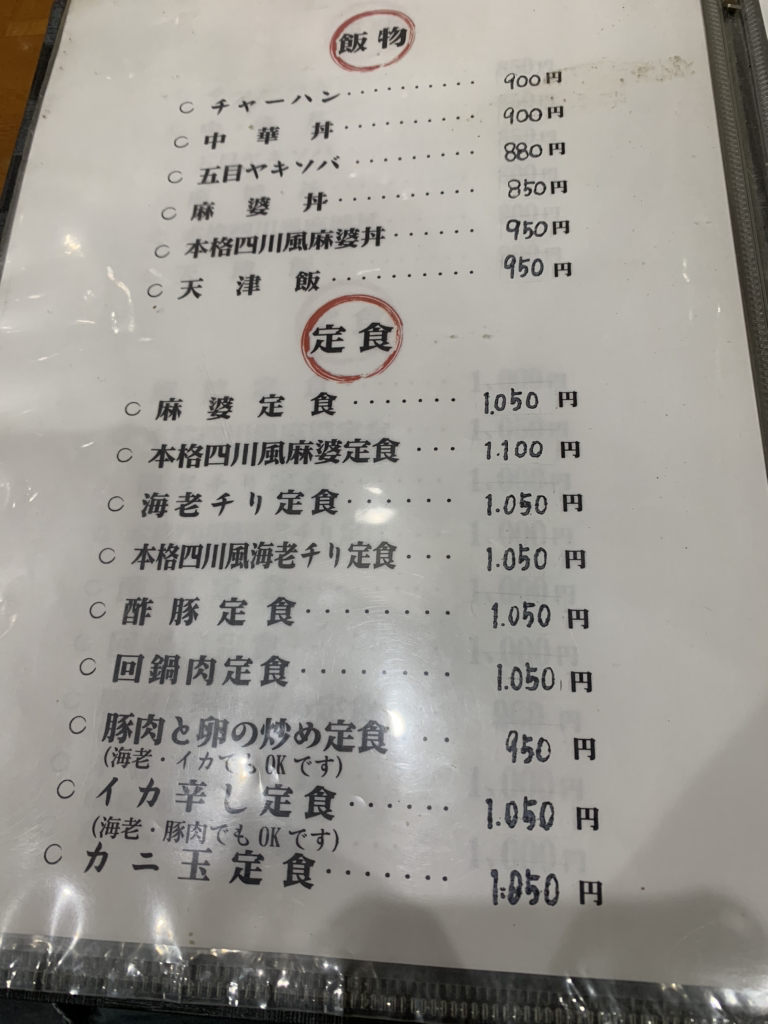 飯物
○ チャーハン・・・・・・・・・・ 900円
○ 中華丼・・・・・・・・・・ 900円
○ 五目ヤキソバ・・・・・・・・・・ 880円
○ 麻婆丼・・・・・・・・・・ 850円
○ 本格四川風麻婆丼・・・・・・ 950円
○ 天津飯・・・・・・・・・・ 950円
定食
○ 麻婆定食・・・・・・・ 1.050円
○ 本格四川風麻婆定食・・・ 1.100円
○ 海老チリ定食・・・・・・ 1.050円
○ 本格四川風海老チリ定食・・・ 1.050円
○ 酢豚定食・・・・・・・・ 1.050円
○ 回鍋肉定食・・・・・・・・ 1.050円
○ 豚肉と卵の炒め定食・・ 950円
(海老・イカでもOKです)
○ イカ辛し定食・・・・・・ 1.050円
(海老・豚肉でもOKです)
○ カニ玉定食・・・・・・・ 1.050円